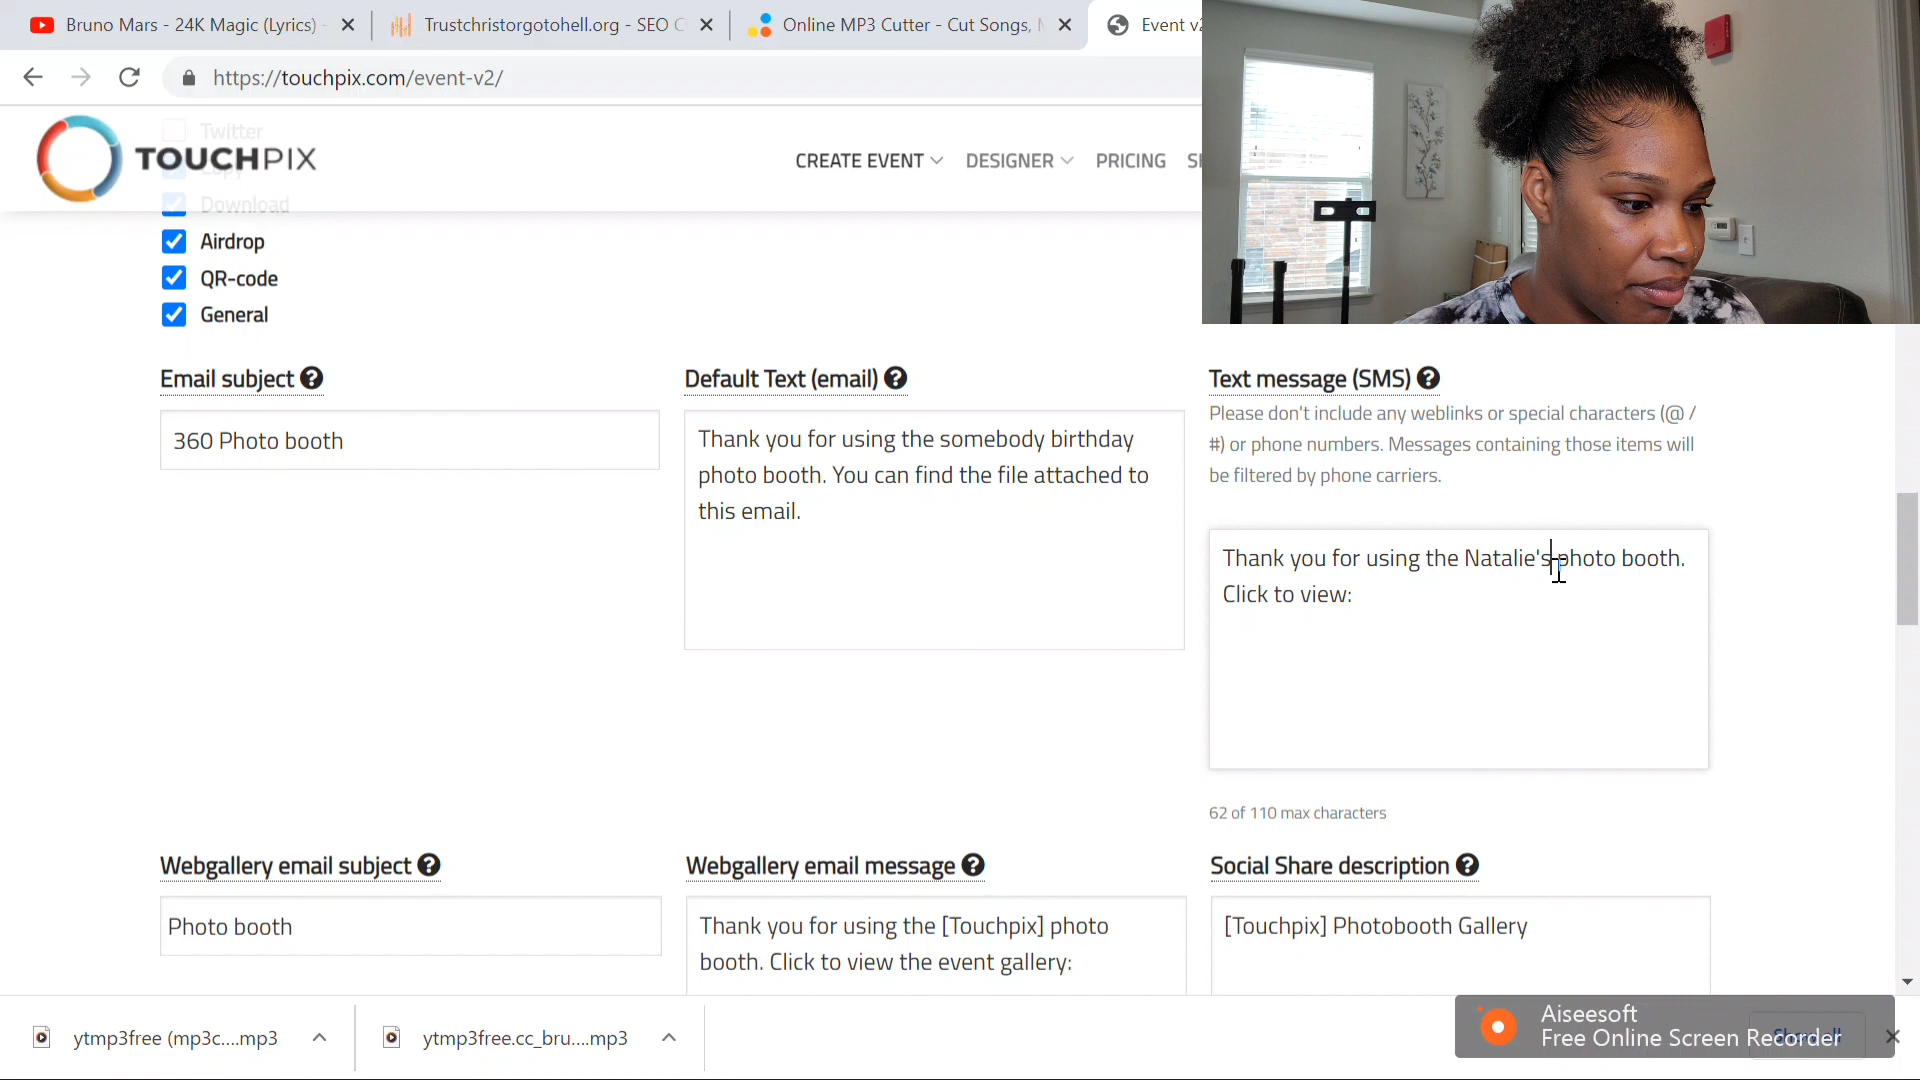 Bruno Mars - 24K Magic (Lyrics)
Trustchristorgotohell.org - SEO C
Online MP3 Cutter - Cut Songs,
Event v2
https://touchpix.com/event-v2/
Twitter
TOUCHPIX
CREATE EVENT
DESIGNER
PRICING
Copy
Download
Airdrop
QR-code
General
Email subject
360 Photo booth
Default Text (email)
Thank you for using the somebody birthday
photo booth. You can find the file attached to
this email.
Text message (SMS)
Please don't include any weblinks or special characters (@ /
#) or phone numbers. Messages containing those items will
be filtered by phone carriers.
Thank you for using the Natalie's photo booth.
Click to view:
62 of 110 max characters
Webgallery email subject
Photo booth
Webgallery email message
Thank you for using the [Touchpix] photo
booth. Click to view the event gallery:
Social Share description
[Touchpix] Photobooth Gallery
ytmp3free (mp3c....mp3
ytmp3free.cc_bru....mp3
Show all
Aiseesoft
Free Online Screen Recorder